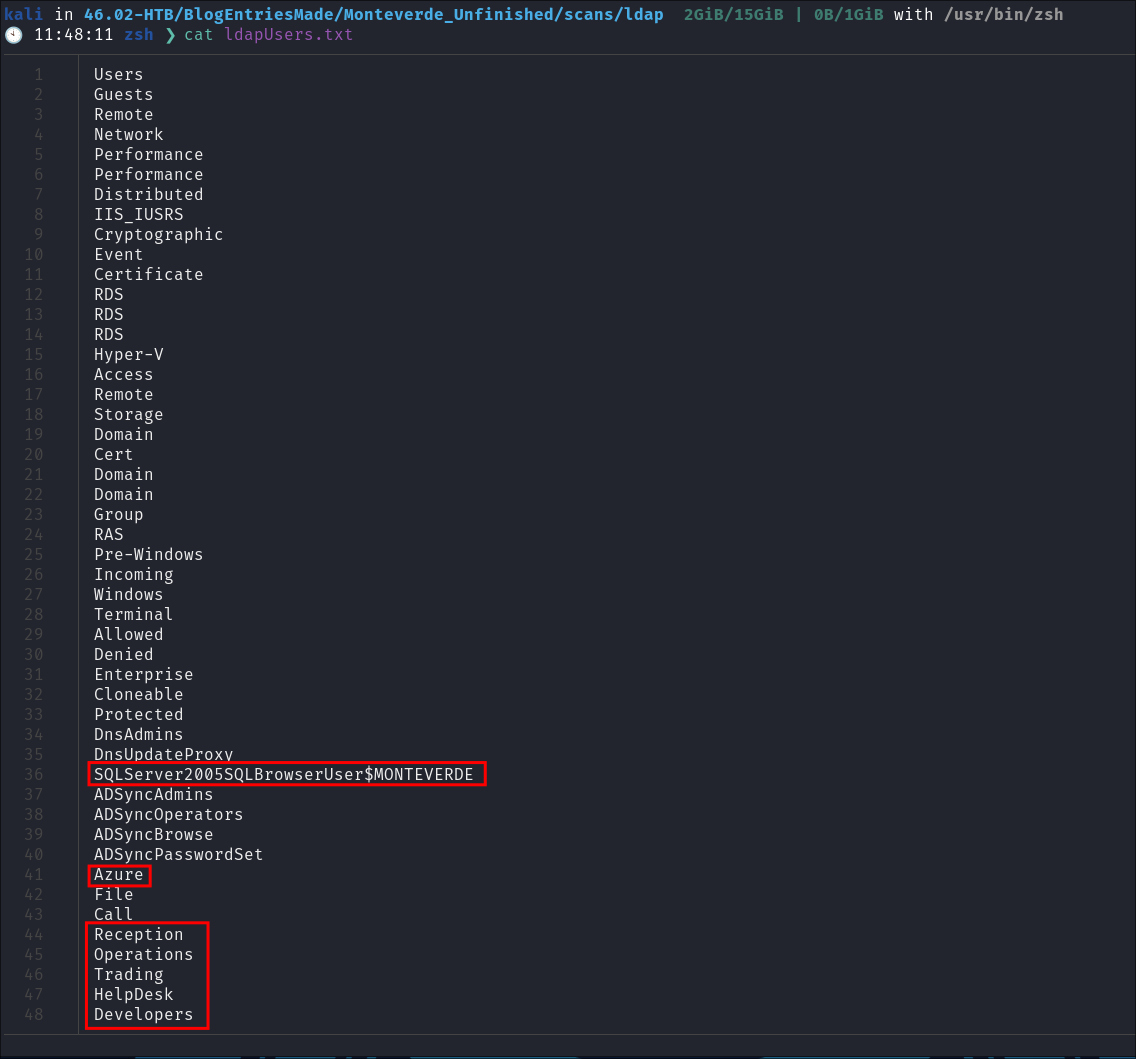 kali in 46.02-HTB/BlogEntriesMade/Monteverde_Unfinished/scans/ldap 2GiB/15GiB | 0B/1GiB with /usr/bin/zsh
11:48:11 zsh ❯ cat ldapUsers.txt
1 Users
2 Guests
3 Remote
4 Network
5 Performance
6 Performance
7 Distributed
8 IIS_IUSRS
9 Cryptographic
10 Event
11 Certificate
12 RDS
13 RDS
14 RDS
15 Hyper-V
16 Access
17 Remote
18 Storage
19 Domain
20 Cert
21 Domain
22 Domain
23 Group
24 RAS
25 Pre-Windows
26 Incoming
27 Windows
28 Terminal
29 Allowed
30 Denied
31 Enterprise
32 Cloneable
33 Protected
34 DnsAdmins
35 DnsUpdateProxy
36 SQLServer2005SQLBrowserUser$MONTEVERDE
37 ADSyncAdmins
38 ADSyncOperators
39 ADSyncBrowse
40 ADSyncPasswordSet
41 Azure
42 File
43 Call
44 Reception
45 Operations
46 Trading
47 HelpDesk
48 Developers